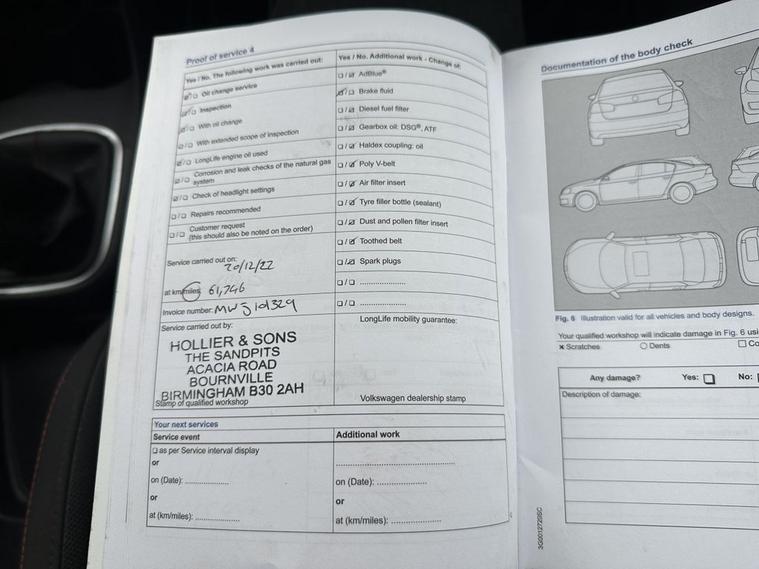 Proof of service 4
Yes / No. The following work was carried out:
Oil change service
Inspection
With oil change
With extended scope of inspection
LongLife engine oil used
Corrosion and leak checks of the natural gas
system
Check of headlight settings
Repairs recommended
Customer request
(this should also be noted on the order)
Service carried out on:
20/12/22
at km/miles: 61,746
Invoice number:
Service carried out by:
HOLLIER & SONS
THE SANDPITS
ACACIA ROAD
BOURNVILLE
BIRMINGHAM B30 2AH
Stamp of qualified workshop
Yes / No. Additional work - Change of:
AdBlue®
Brake fluid
Diesel fuel filter
Gearbox oil: DSG®, ATF
Haldex coupling: oil
Poly V-belt
Air filter insert
Tyre filler bottle (sealant)
Dust and pollen filter insert
Toothed belt
Spark plugs
LongLife mobility guarantee:
Volkswagen dealership stamp
Your next services
Service event
as per Service interval display
or
on (Date):
or
at (km/miles):
Additional work
on (Date):
or
at (km/miles):
Documentation of the body check
Fig. 6 Illustration valid for all vehicles and body designs.
Your qualified workshop will indicate damage in Fig. 6 usi
Scratches
Dents
Co
Any damage? Yes: No:
Description of damage: